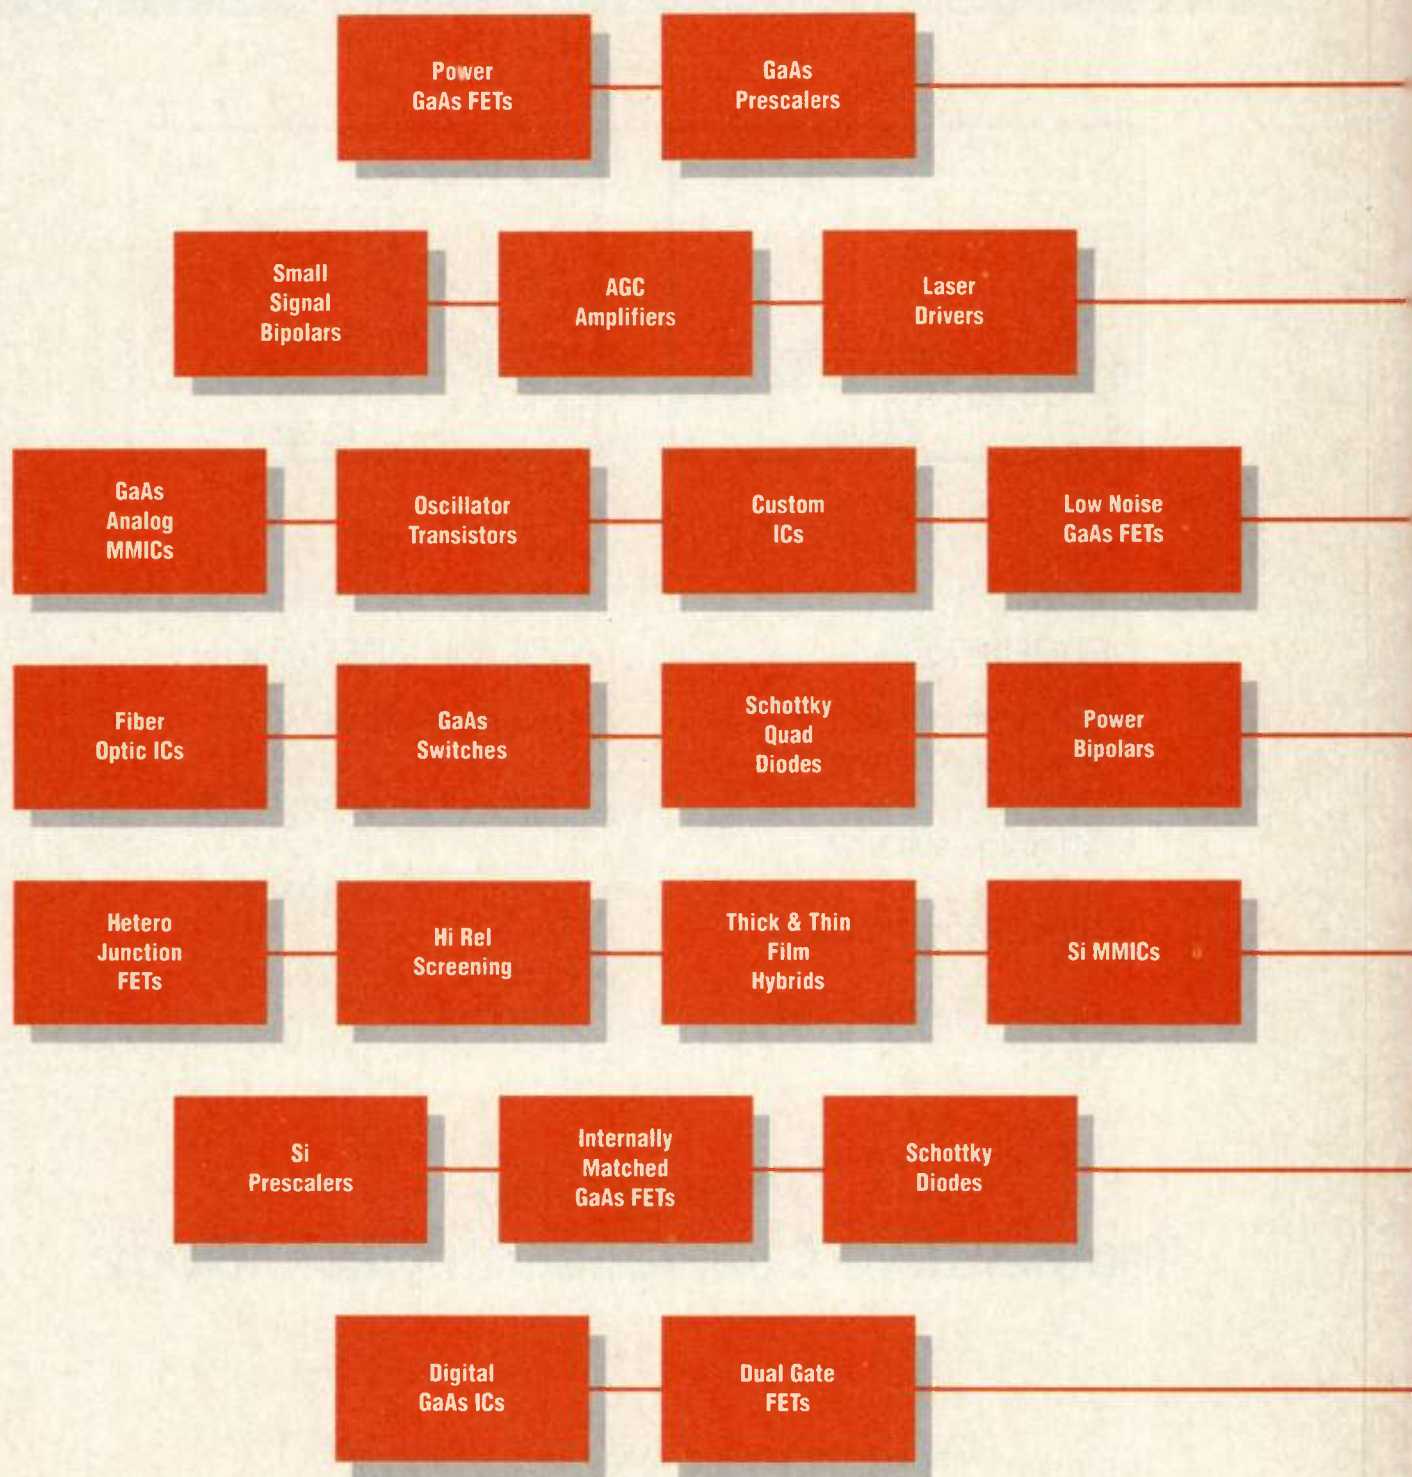 Power
GaAs FETs
GaAs
Prescalers
Small
Signal
Bipolars
AGC
Amplifiers
Laser
Drivers
GaAs
Analog
MMICs
Oscillator
Transistors
Custom
ICs
Low Noise
GaAs FETs
Fiber
Optic ICs
GaAs
Switches
Schottky
Quad
Diodes
Power
Bipolars
Hetero
Junction
FETs
Hi Rel
Screening
Thick & Thin
Film
Hybrids
Si MMICs
Si
Prescalers
Internally
Matched
GaAs FETs
Schottky
Diodes
Digital
GaAs ICs
Dual Gate
FETs